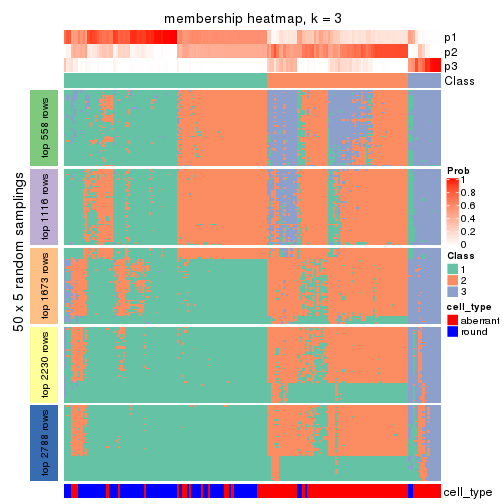 membership heatmap, k = 3
p1
p2
p3
Class
50 x 5 random samplings
top 558 rows
top 1116 rows
top 1673 rows
top 2230 rows
top 2788 rows
Prob
1
0.8
0.6
0.4
0.2
0
Class
1
2
3
cell_type
aberrant
round
cell_type